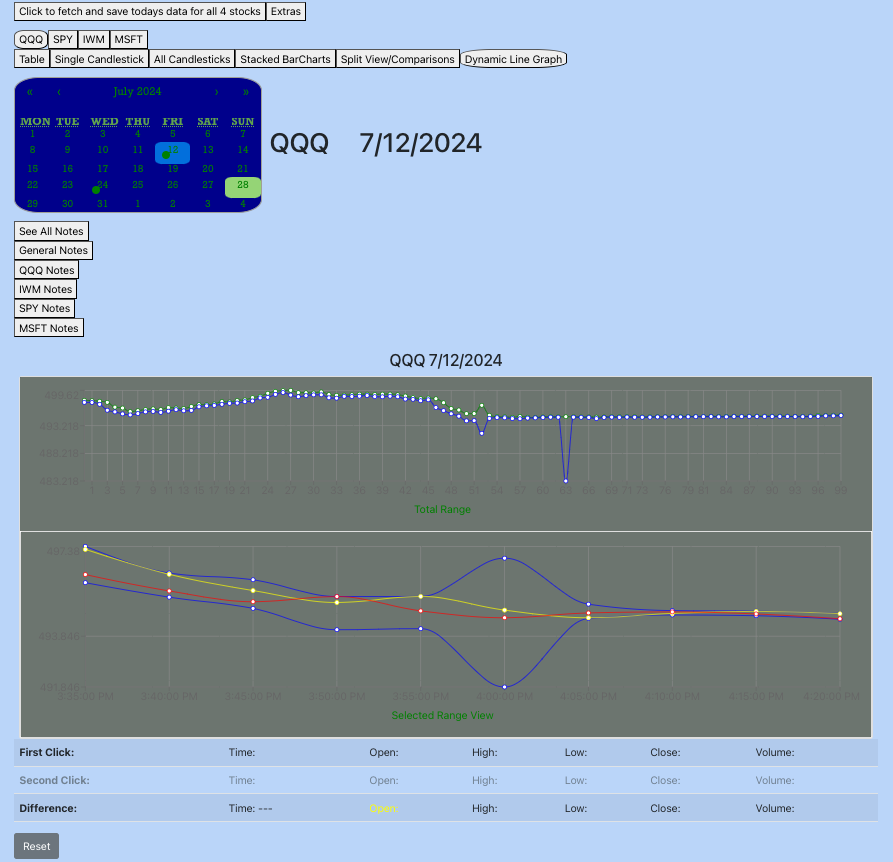 Click to fetch and save todays data for all 4 stocks Extras
QQQ SPY IWM MSFT
Table Single Candlestick All Candlesticks Stacked BarCharts Split View/Comparisons Dynamic Line Graph
« ‹ July 2024 › »
MON TUE WED THU FRI SAT SUN
1 2 3 4 5 6 7
8 9 10 11 12 13 14
15 16 17 18 19 20 21
22 23 24 25 26 27 28
29 30 31 1 2 3 4
QQQ 7/12/2024
See All Notes
General Notes
QQQ Notes
IWM Notes
SPY Notes
MSFT Notes
QQQ 7/12/2024
493.218
488.218
483.218
1 3 5 7 9 11 13 15 17 19 21 24 27 30 33 36 39 42 45 48 51 54 57 60 63 65 69 71 73 76 79 81 84 87 90 93 96 99
Total Range
493.646
491.646
3:35:00 PM 3:40:00 PM 3:45:00 PM 3:50:00 PM 3:55:00 PM 4:00:00 PM 4:05:00 PM 4:10:00 PM 4:15:00 PM 4:20:00 PM
Selected Range View
First Click: Time: Open: High: Low: Close: Volume:
Second Click: Time: Open: High: Low: Close: Volume:
Difference: Time: --- Open: High: Low: Close: Volume:
Reset